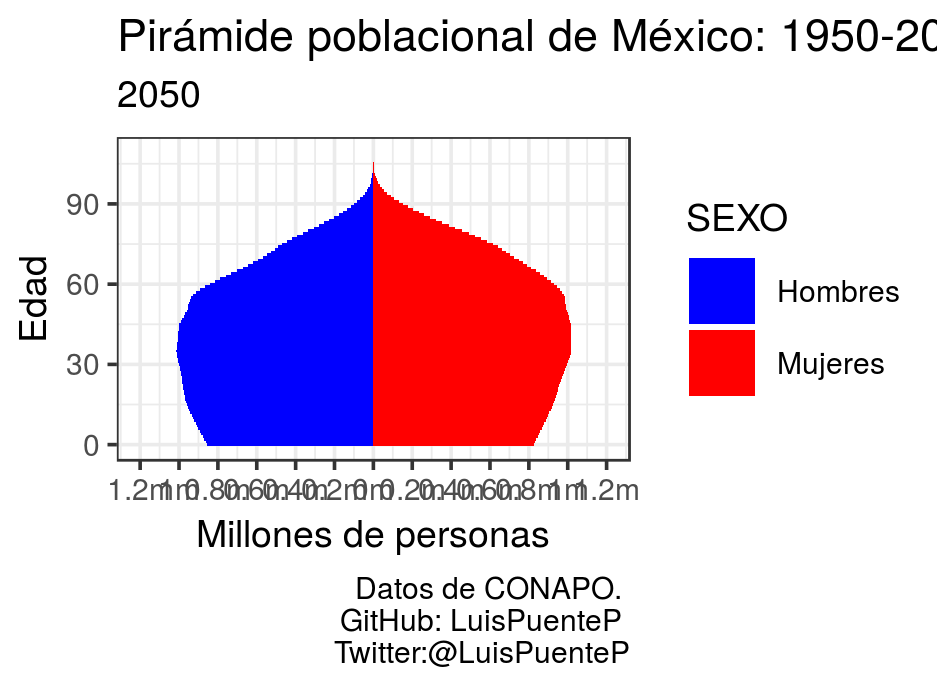 Pirámide poblacional de México: 1950-20
2050
90
60
30
0
Edad
1.2m 1m 0.8m 0.6m 0.4m 0.2m 0m 0.2m 0.4m 0.6m 0.8m 1m 1.2m
Millones de personas
SEXO
Hombres
Mujeres
Datos de CONAPO.
GitHub: LuisPuenteP
Twitter:@LuisPuenteP